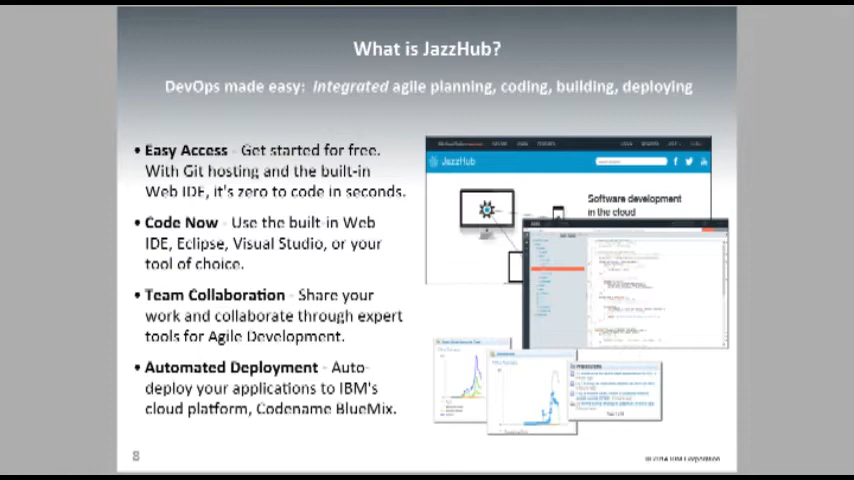 What is JazzHub?
DevOps made easy: integrated agile planning, coding, building, deploying
• Easy Access - Get started for free.
With Git hosting and the built-in
Web IDE, it's zero to code in seconds.
• Code Now - Use the built-in Web
IDE, Eclipse, Visual Studio, or your
tool of choice.
• Team Collaboration - Share your
work and collaborate through expert
tools for Agile Development.
• Automated Deployment - Auto-
deploy your applications to IBM's
cloud platform, Codename BlueMix.
JazzHub
Software development
in the cloud
8
© 2014 IBM Corporation